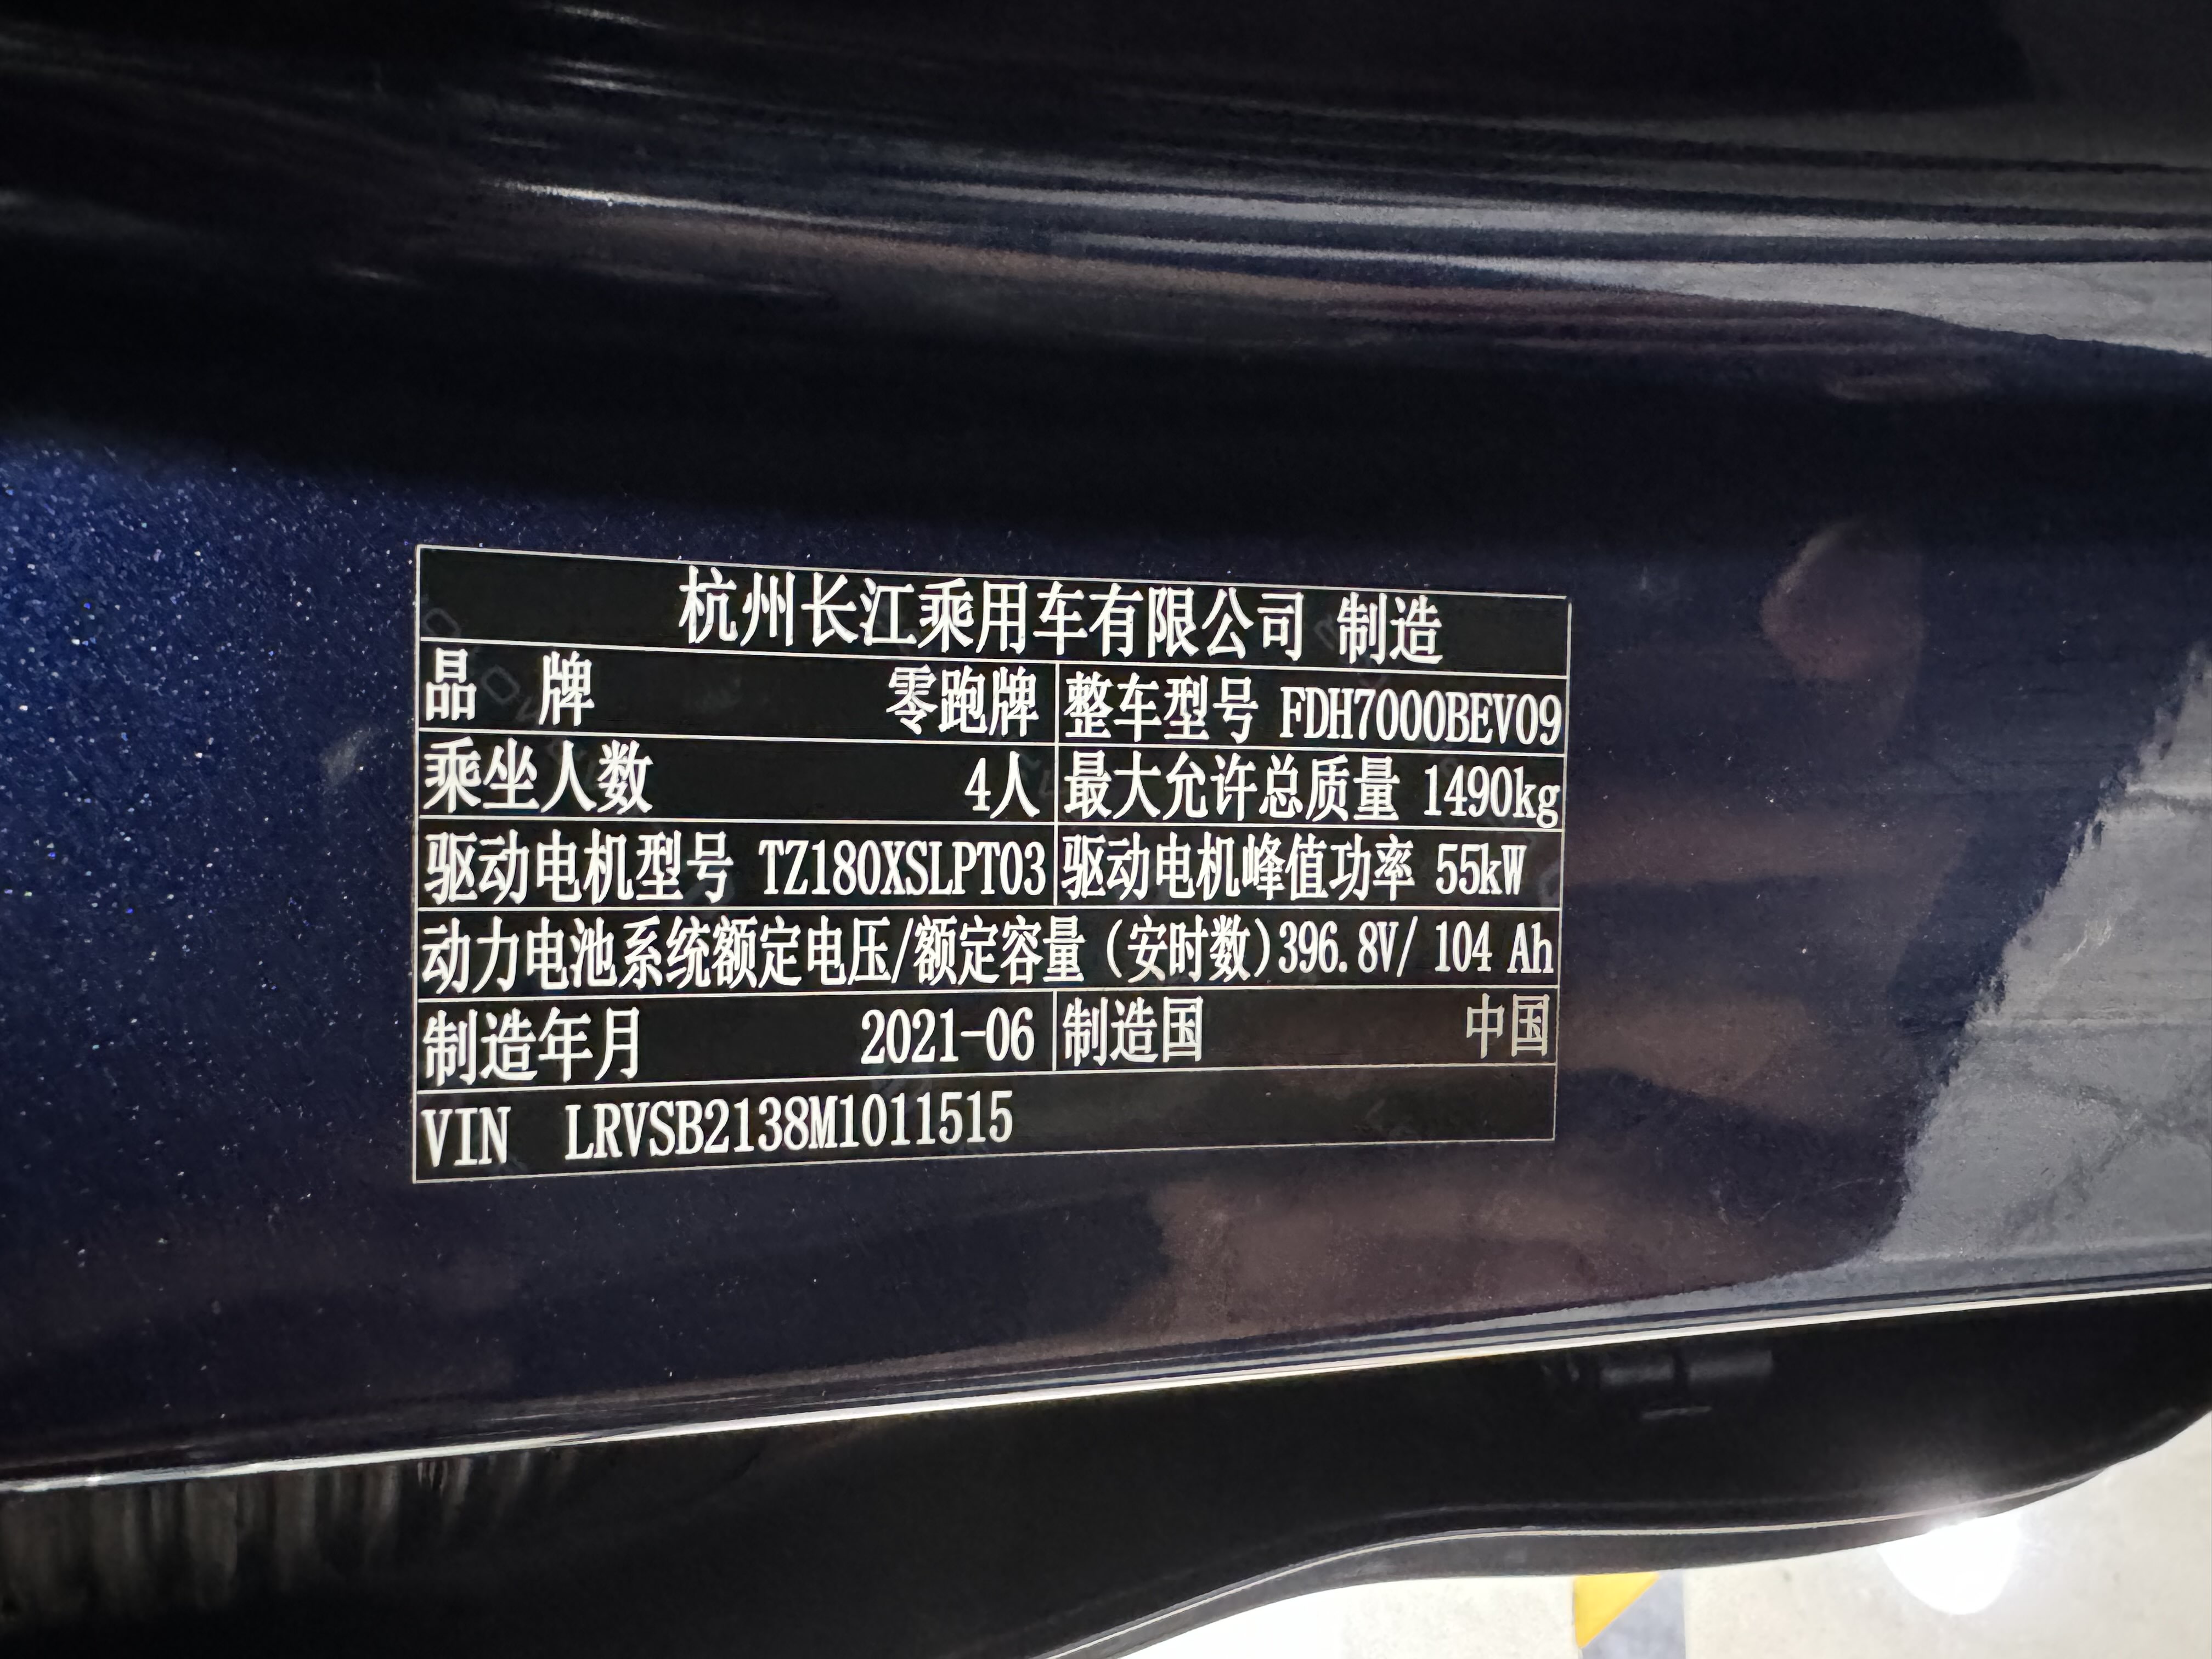 杭州长江乘用车有限公司 制造
品 牌 零跑牌 整车型号 FDH7000BEV09
乘坐人数 4人 最大允许总质量 1490kg
驱动电机型号 TZ180XSLPT03 驱动电机峰值功率 55kW
动力电池系统额定电压/额定容量（安时数）396.8V/ 104 Ah
制造年月 2021-06 制造国 中国
VIN LRVSB2138M1011515